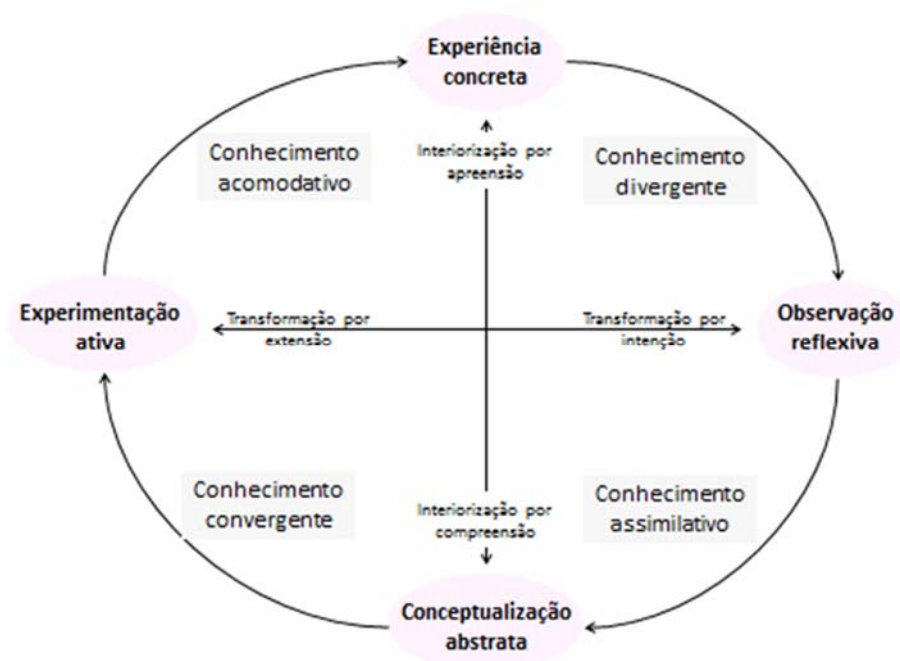 Experiência
concreta
Conhecimento
acomodativo
Interiorização por
apreensão
Conhecimento
divergente
Experimentação
ativa
Transformação por
extensão
Transformação por
intenção
Observação
reflexiva
Conhecimento
convergente
Interiorização por
compreensão
Conhecimento
assimilativo
Conceptualização
abstrata